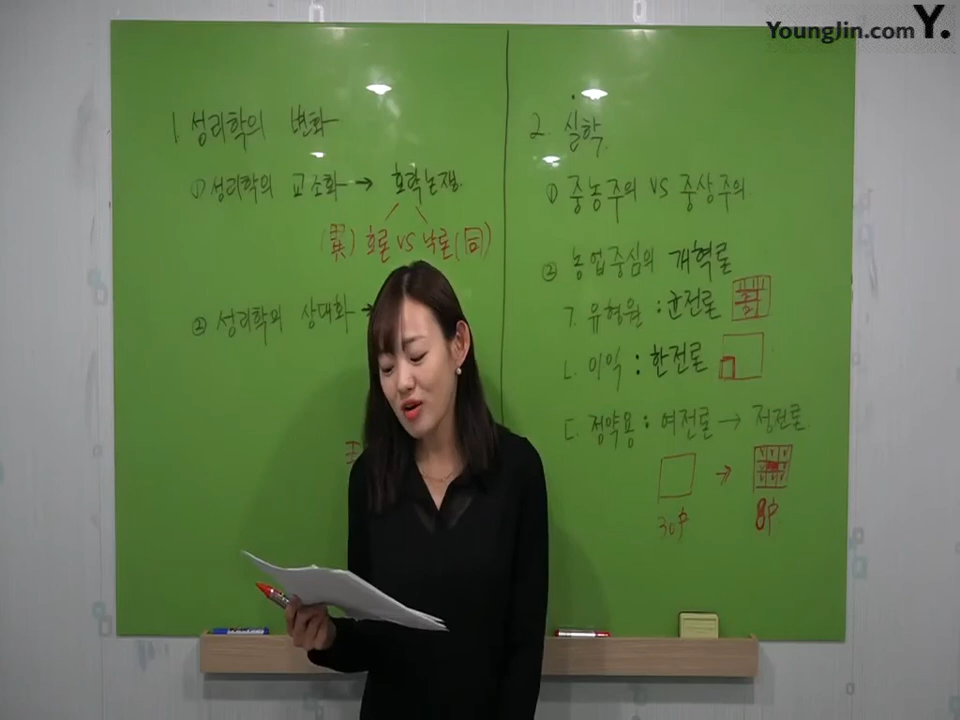 YoungJin.com Y.
1. 성리학의 변화
① 성리학의 교조화 → 호락논쟁.
(異) 호론 vs 낙론 (同)
② 성리학의 상대화 →
2. 실학.
① 중농주의 vs 중상주의
② 농업중심의 개혁론
ㄱ. 유형원 : 균전론
ㄴ. 이익 : 한전론
ㄷ. 정약용 : 여전론 → 정전론.
→
30戶 8戶